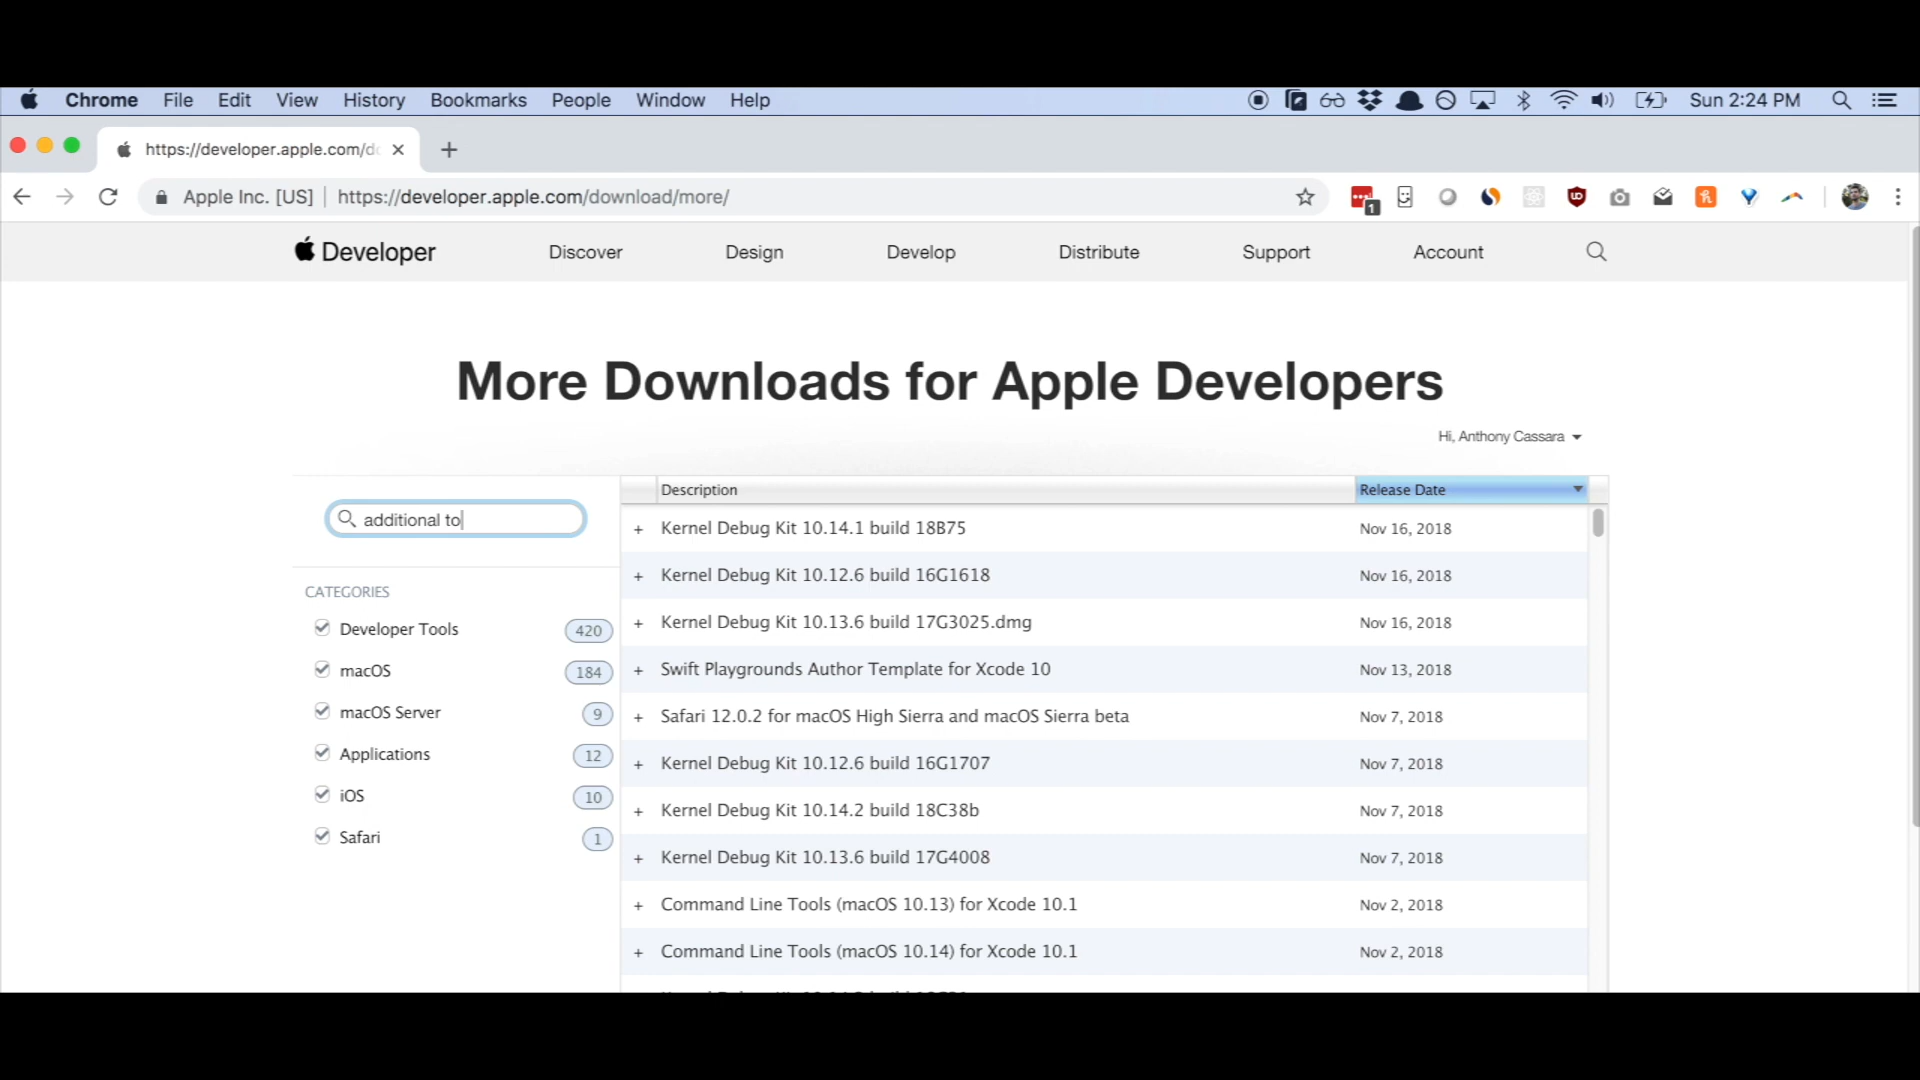 Chrome File Edit View History Bookmarks People Window Help Sun 2:24 PM
https://developer.apple.com/do
Apple Inc. [US] https://developer.apple.com/download/more/
1
Developer Discover Design Develop Distribute Support Account
More Downloads for Apple Developers
Hi, Anthony Cassara
additional to
CATEGORIES
Developer Tools 420
macOS 184
macOS Server 9
Applications 12
iOS 10
Safari 1
Description Release Date
+ Kernel Debug Kit 10.14.1 build 18B75 Nov 16, 2018
+ Kernel Debug Kit 10.12.6 build 16G1618 Nov 16, 2018
+ Kernel Debug Kit 10.13.6 build 17G3025.dmg Nov 16, 2018
+ Swift Playgrounds Author Template for Xcode 10 Nov 13, 2018
+ Safari 12.0.2 for macOS High Sierra and macOS Sierra beta Nov 7, 2018
+ Kernel Debug Kit 10.12.6 build 16G1707 Nov 7, 2018
+ Kernel Debug Kit 10.14.2 build 18C38b Nov 7, 2018
+ Kernel Debug Kit 10.13.6 build 17G4008 Nov 7, 2018
+ Command Line Tools (macOS 10.13) for Xcode 10.1 Nov 2, 2018
+ Command Line Tools (macOS 10.14) for Xcode 10.1 Nov 2, 2018